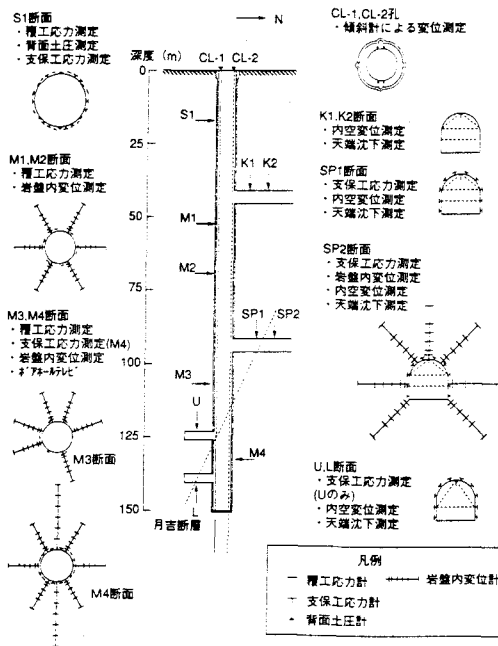 S1断面
・覆工応力測定
・背面土圧測定
・支保工応力測定
M1,M2断面
・覆工応力測定
・岩盤内変位測定
M3,M4断面
・覆工応力測定
・支保工応力測定(M4)
・岩盤内変位測定
・ボアホールテレビ
M3断面
M4断面
N
深度 (m)
CL-1
CL-2
0
25
50
75
100
125
150
S1
K1
K2
M1
M2
SP1
SP2
M3
U
M4
L
月吉断層
CL-1,CL-2孔
・傾斜計による変位測定
K1,K2断面
・内空変位測定
・天端沈下測定
SP1断面
・支保工応力測定
・内空変位測定
・天端沈下測定
SP2断面
・支保工応力測定
・岩盤内変位測定
・内空変位測定
・天端沈下測定
U,L断面
・支保工応力測定
(Uのみ)
・内空変位測定
・天端沈下測定
凡例
覆工応力計
岩盤内変位計
支保工応力計
背面土圧計